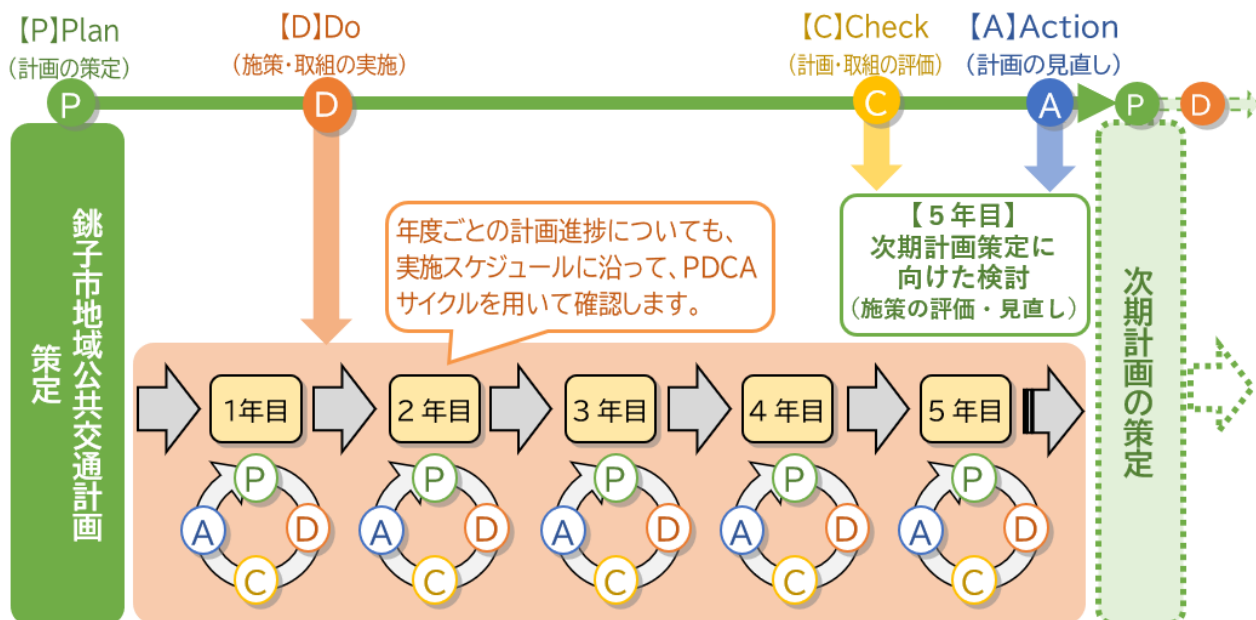 【P】Plan
（計画の策定）
【D】Do
（施策・取組の実施）
【C】Check
（計画・取組の評価）
【A】Action
（計画の見直し）
P
D
C
A
P
D
銚子市地域公共交通計画
策定
年度ごとの計画進捗についても、
実施スケジュールに沿って、PDCA
サイクルを用いて確認します。
【５年目】
次期計画策定に
向けた検討
（施策の評価・見直し）
次期計画の策定
1年目
２年目
３年目
４年目
５年目
P
D
C
A
P
D
C
A
P
D
C
A
P
D
C
A
P
D
C
A